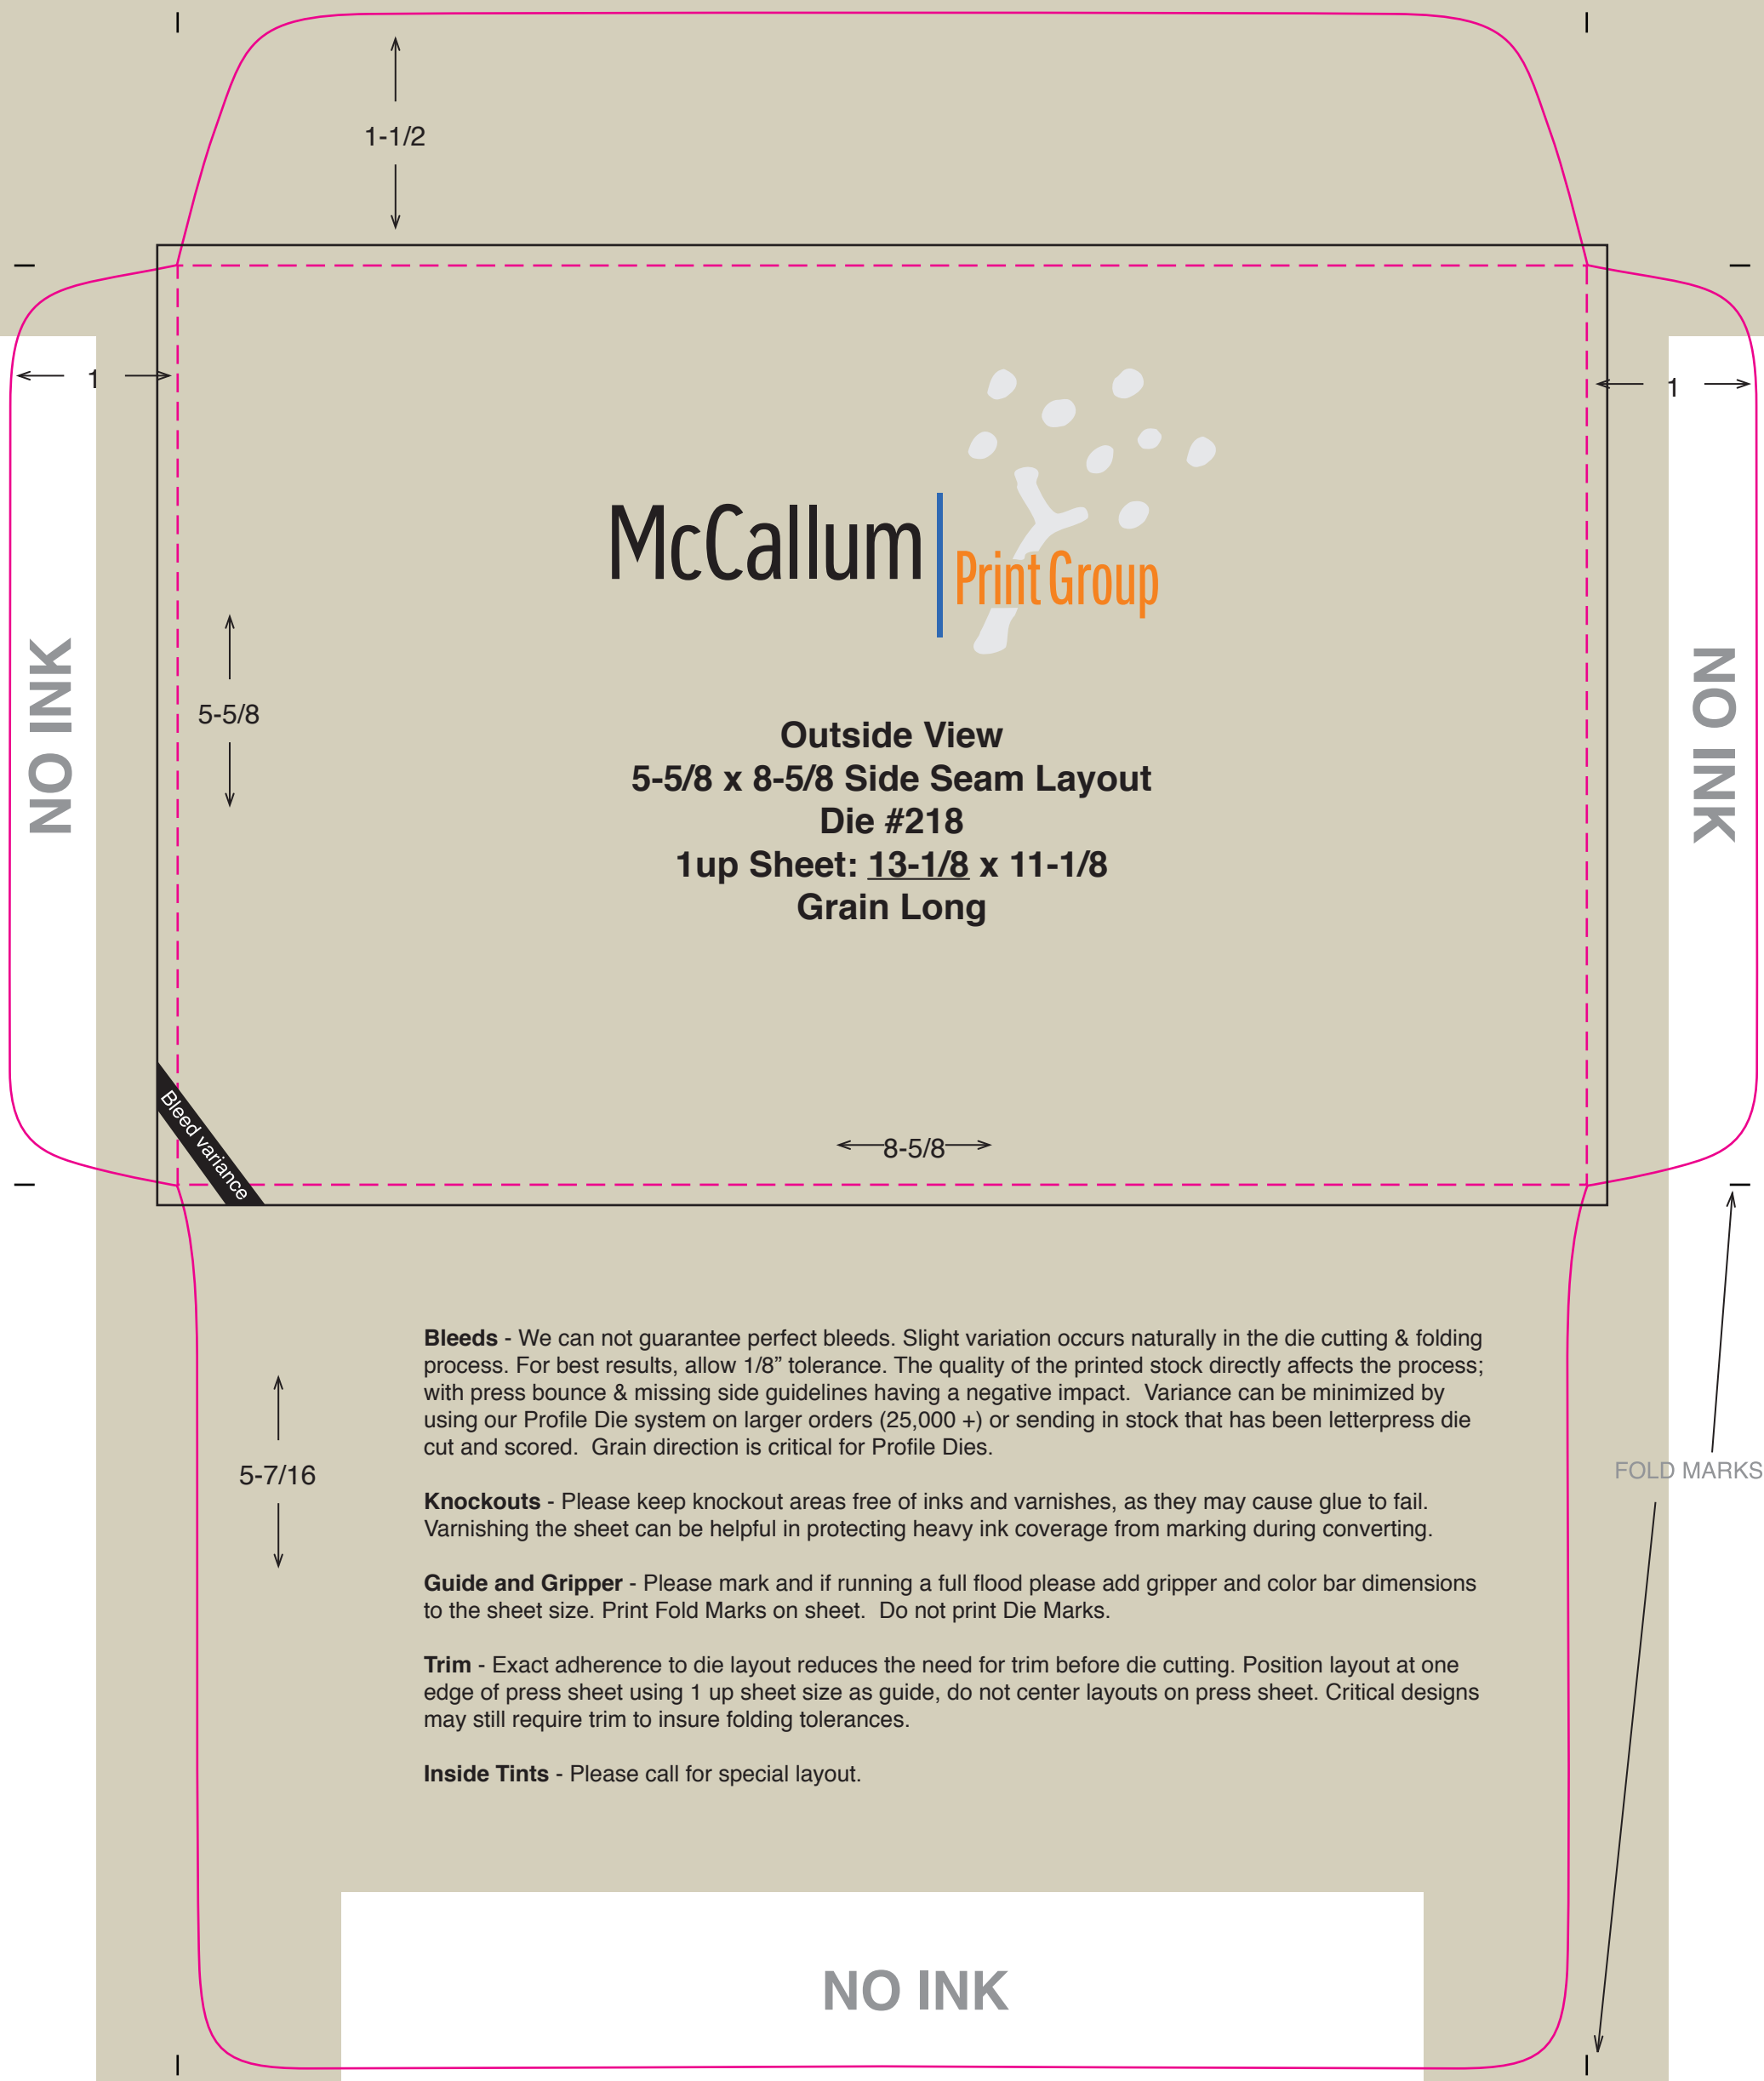 1-1/2
1
1
McCallum
Print Group
NO INK
NO INK
5-5/8
Outside View
5-5/8 x 8-5/8 Side Seam Layout
Die #218
1up Sheet: 13-1/8 x 11-1/8
Grain Long
Bleed variance
8-5/8
Bleeds - We can not guarantee perfect bleeds. Slight variation occurs naturally in the die cutting & folding
process. For best results, allow 1/8” tolerance. The quality of the printed stock directly affects the process;
with press bounce & missing side guidelines having a negative impact.  Variance can be minimized by
using our Profile Die system on larger orders (25,000 +) or sending in stock that has been letterpress die
cut and scored.  Grain direction is critical for Profile Dies.
5-7/16
FOLD MARKS
Knockouts - Please keep knockout areas free of inks and varnishes, as they may cause glue to fail.
Varnishing the sheet can be helpful in protecting heavy ink coverage from marking during converting.
Guide and Gripper - Please mark and if running a full flood please add gripper and color bar dimensions
to the sheet size. Print Fold Marks on sheet.  Do not print Die Marks.
Trim - Exact adherence to die layout reduces the need for trim before die cutting. Position layout at one
edge of press sheet using 1 up sheet size as guide, do not center layouts on press sheet. Critical designs
may still require trim to insure folding tolerances.
Inside Tints - Please call for special layout.
NO INK